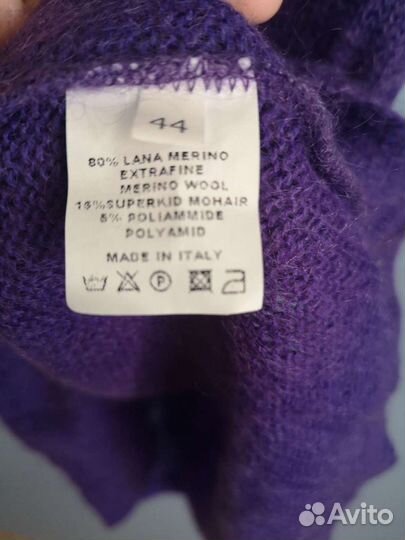 44
80% LANA MERINO
EXTRAFINE
MERINO WOOL
15%SUPERKID MOHAIR
5% POLIAMMIDE
POLYAMID
MADE IN ITALY
P
Avito